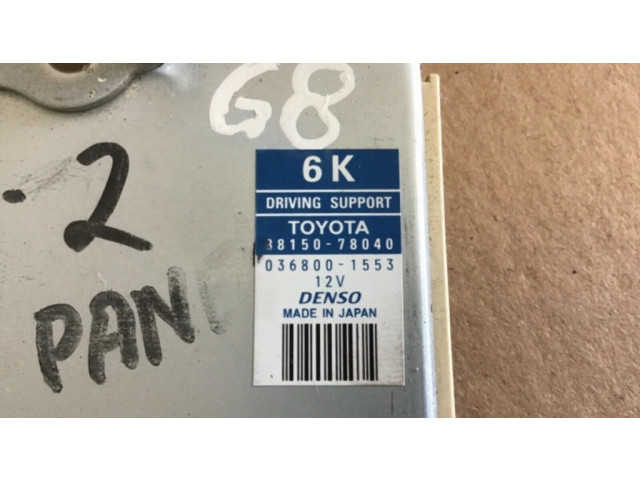 G8
-2
PAN
6K
DRIVING SUPPORT
TOYOTA
88150-78040
036800-1553
12V
DENSO
MADE IN JAPAN